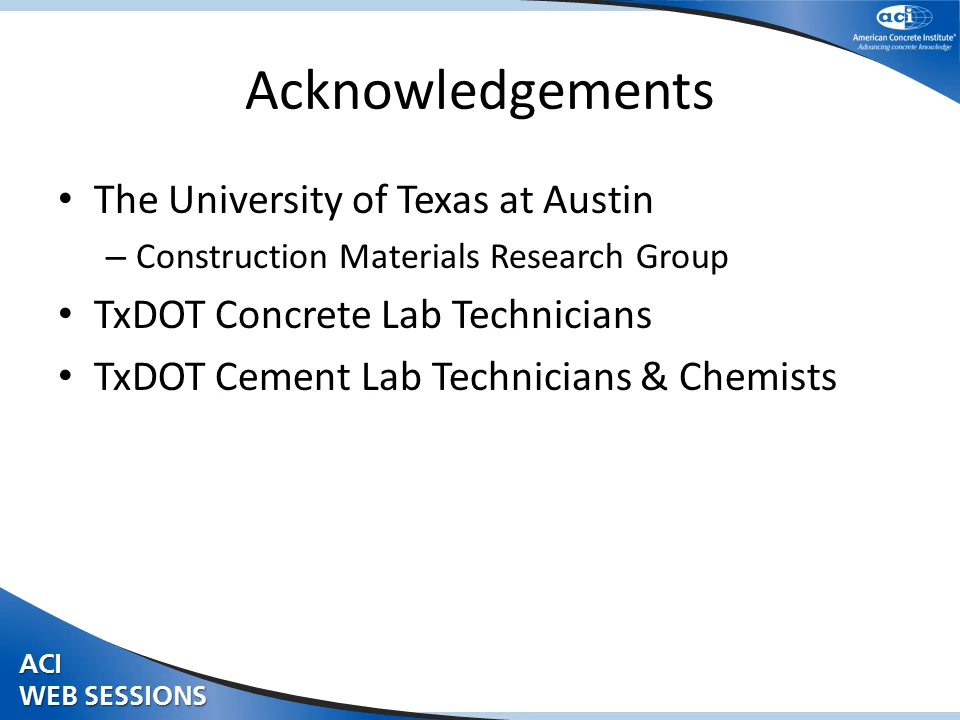 aci
American Concrete Institute®
Advancing concrete knowledge
Acknowledgements
• The University of Texas at Austin
– Construction Materials Research Group
• TxDOT Concrete Lab Technicians
• TxDOT Cement Lab Technicians & Chemists
ACI
WEB SESSIONS